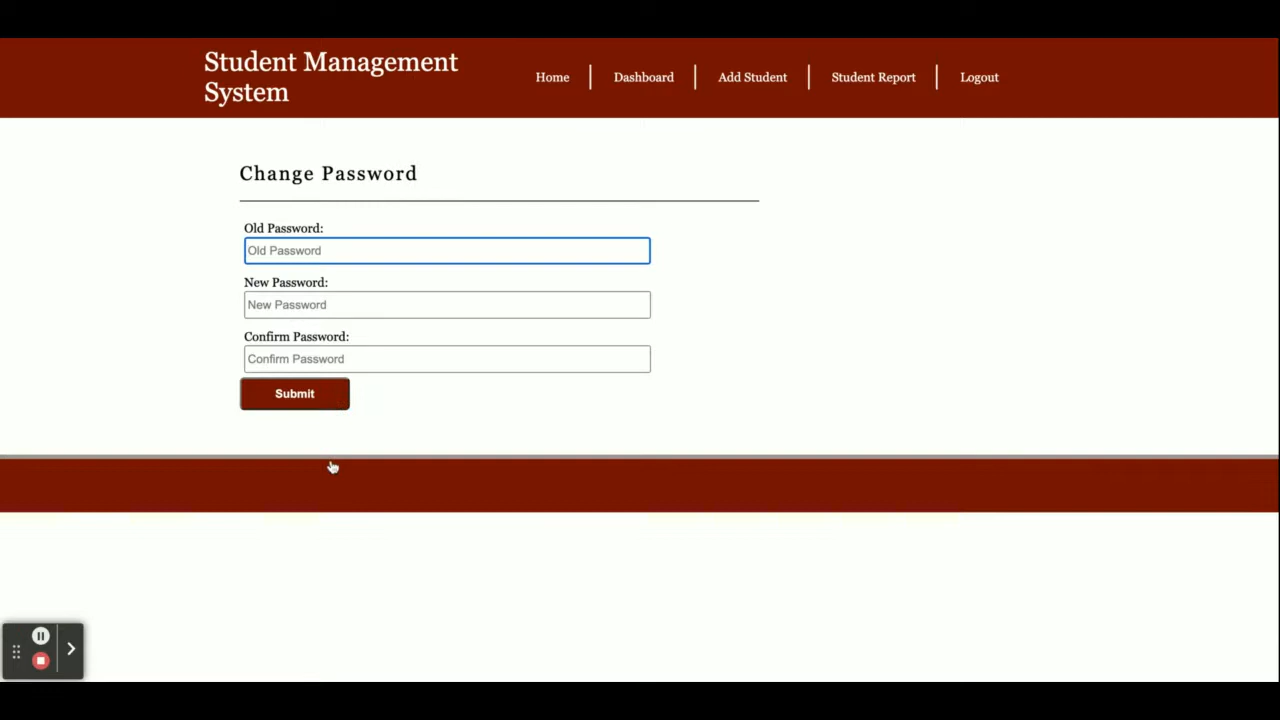 Student Management
System
Home
Dashboard
Add Student
Student Report
Logout
Change Password
Old Password:
Old Password
New Password:
New Password
Confirm Password:
Confirm Password
Submit